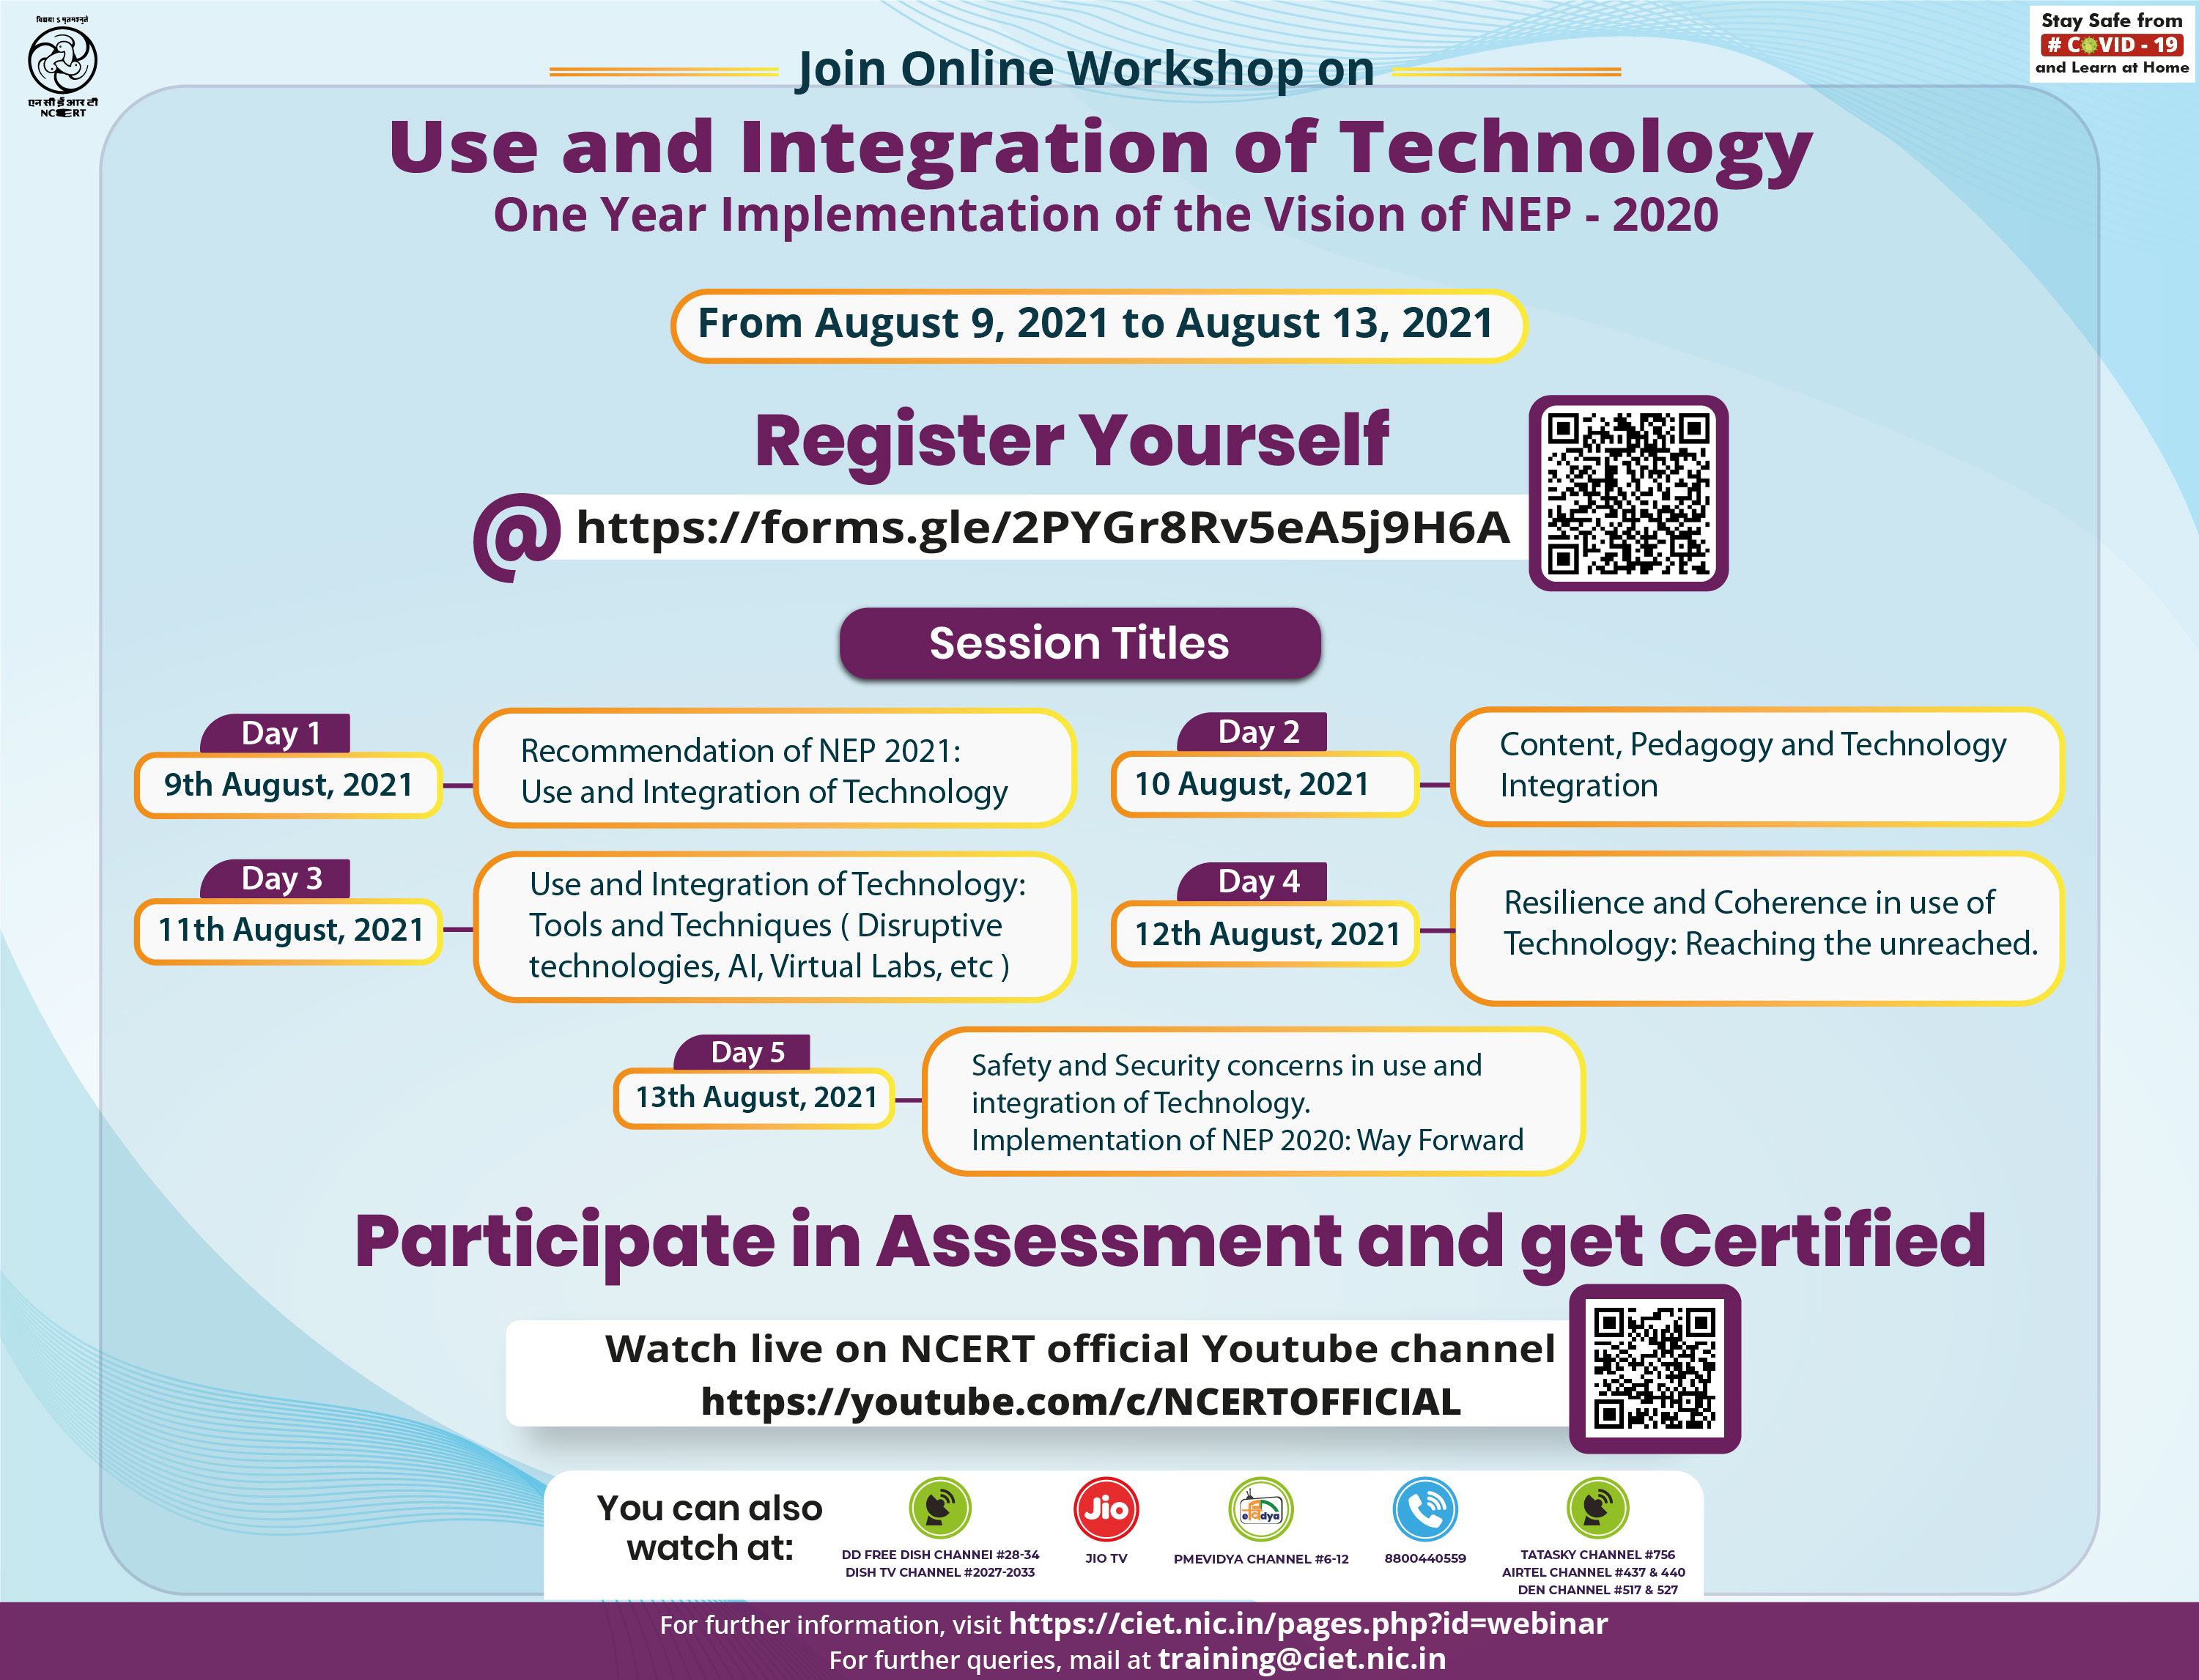 विद्यया ऽ मृतमश्नुते
एन सी ई आर टी
NCERT
Stay Safe from
# COVID - 19
and Learn at Home
Join Online Workshop on
Use and Integration of Technology
One Year Implementation of the Vision of NEP - 2020
From August 9, 2021 to August 13, 2021
Register Yourself
@ https://forms.gle/2PYGr8Rv5eA5j9H6A
Session Titles
Day 1
9th August, 2021
Recommendation of NEP 2021:
Use and Integration of Technology
Day 2
10 August, 2021
Content, Pedagogy and Technology
Integration
Day 3
11th August, 2021
Use and Integration of Technology:
Tools and Techniques ( Disruptive
technologies, AI, Virtual Labs, etc )
Day 4
12th August, 2021
Resilience and Coherence in use of
Technology: Reaching the unreached.
Day 5
13th August, 2021
Safety and Security concerns in use and
integration of Technology.
Implementation of NEP 2020: Way Forward
Participate in Assessment and get Certified
Watch live on NCERT official Youtube channel
https://youtube.com/c/NCERTOFFICIAL
You can also
watch at:
DD FREE DISH CHANNEl #28-34
DISH TV CHANNEL #2027-2033
Jio
JIO TV
PMEVIDYA CHANNEL #6-12
8800440559
TATASKY CHANNEL #756
AIRTEL CHANNEL #437 & 440
DEN CHANNEL #517 & 527
For further information, visit https://ciet.nic.in/pages.php?id=webinar
For further queries, mail at training@ciet.nic.in